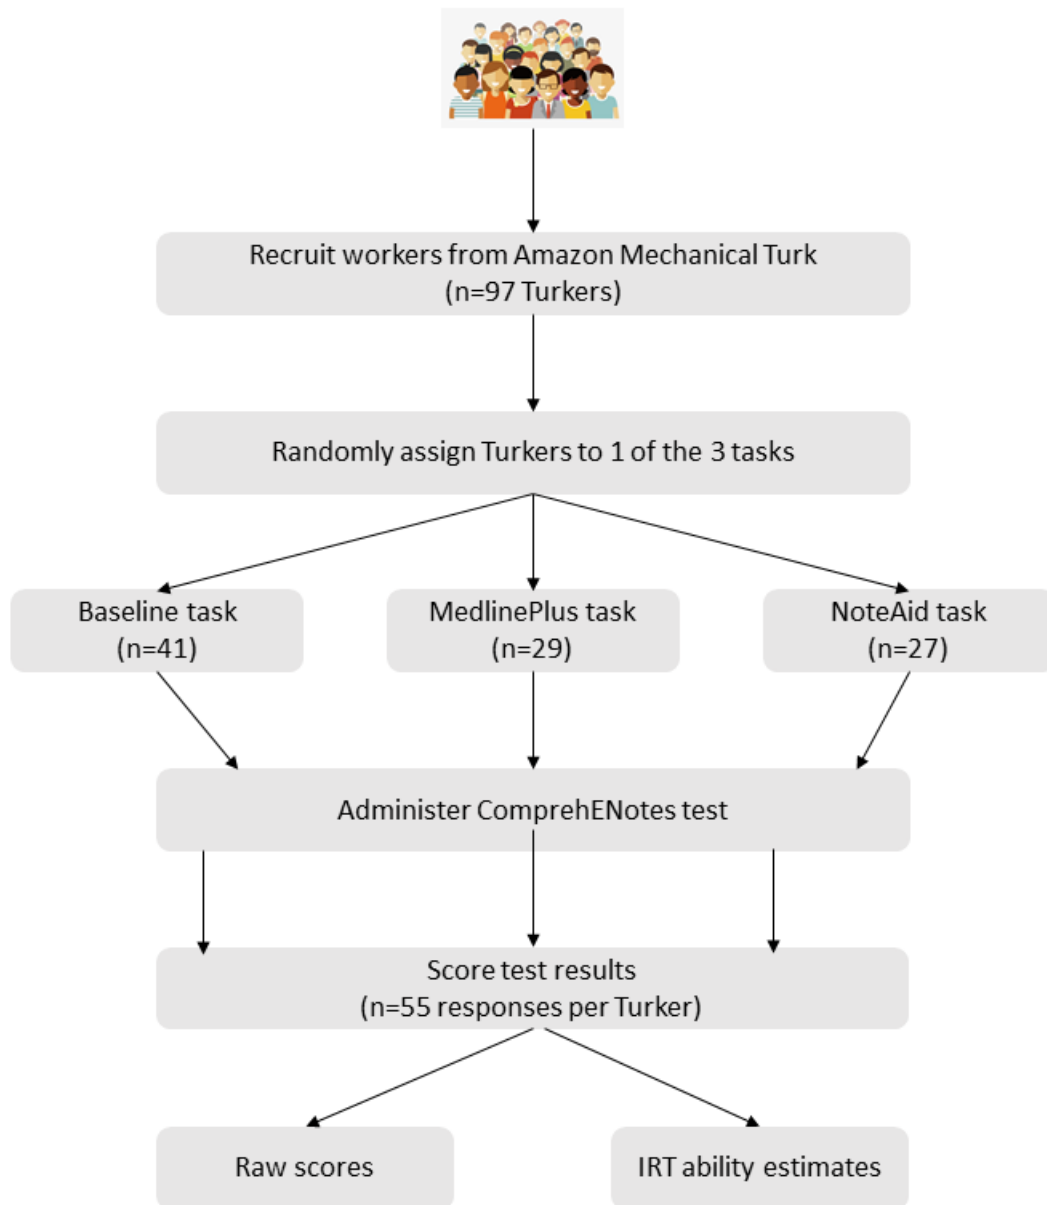 Recruit workers from Amazon Mechanical Turk
(n=97 Turkers)
Randomly assign Turkers to 1 of the 3 tasks
Baseline task
(n=41)
MedlinePlus task
(n=29)
NoteAid task
(n=27)
Administer ComprehENotes test
Score test results
(n=55 responses per Turker)
Raw scores
IRT ability estimates